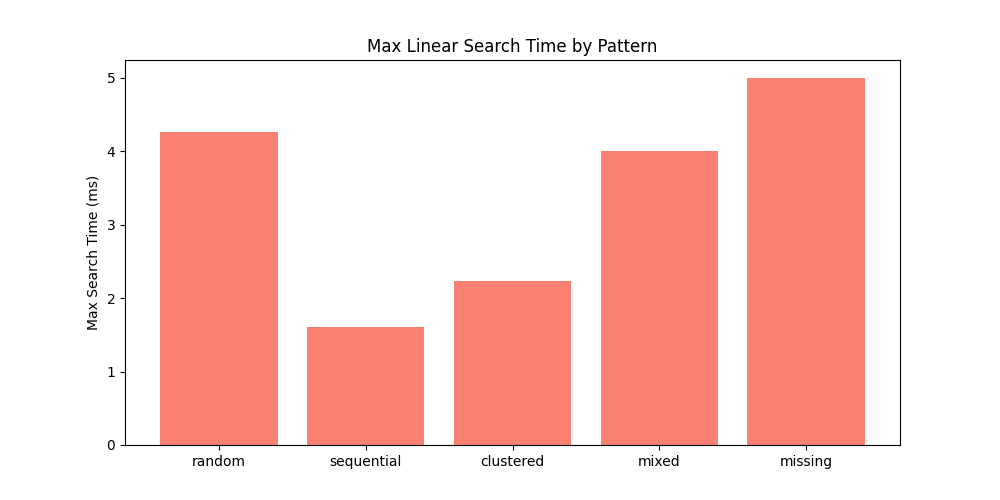 Max Linear Search Time by Pattern
Max Search Time (ms)
5
4
3
2
1
0
random sequential clustered mixed missing